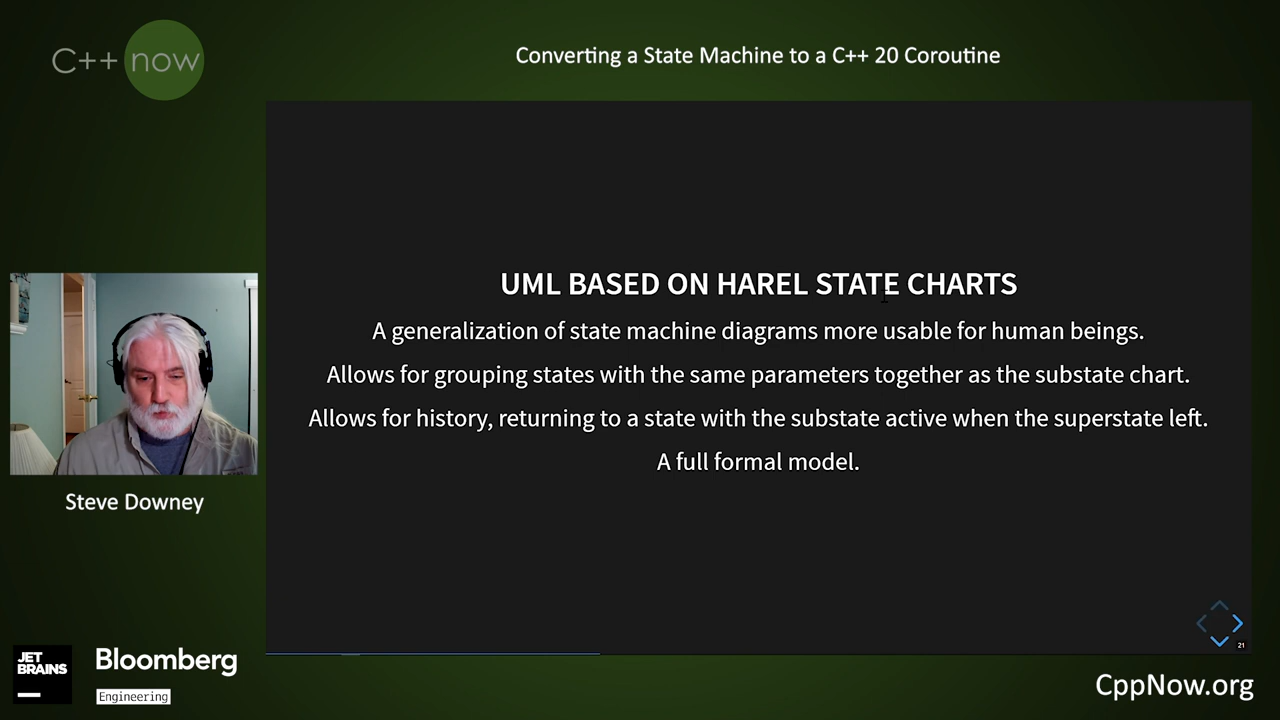 C++ now
Converting a State Machine to a C++ 20 Coroutine
UML BASED ON HAREL STATE CHARTS
A generalization of state machine diagrams more usable for human beings.
Allows for grouping states with the same parameters together as the substate chart.
Allows for history, returning to a state with the substate active when the superstate left.
A full formal model.
Steve Downey
21
JET
BRAINS
Bloomberg
Engineering
CppNow.org